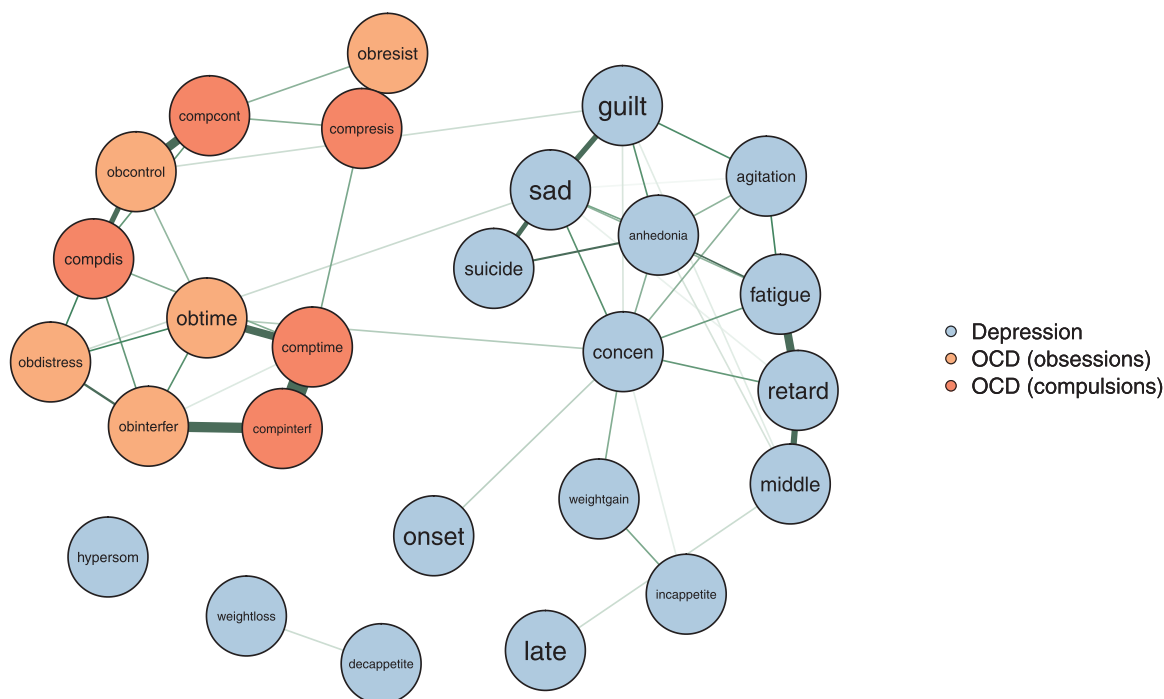 obresist
compcont
compresis
guilt
obcontrol
agitation
sad
anhedonia
compdis
suicide
fatigue
obtime
comptime
concen
obdistress
retard
obinterfer
compinterf
middle
weightgain
onset
hypersom
incappetite
weightloss
late
decappetite
Depression
OCD (obsessions)
OCD (compulsions)